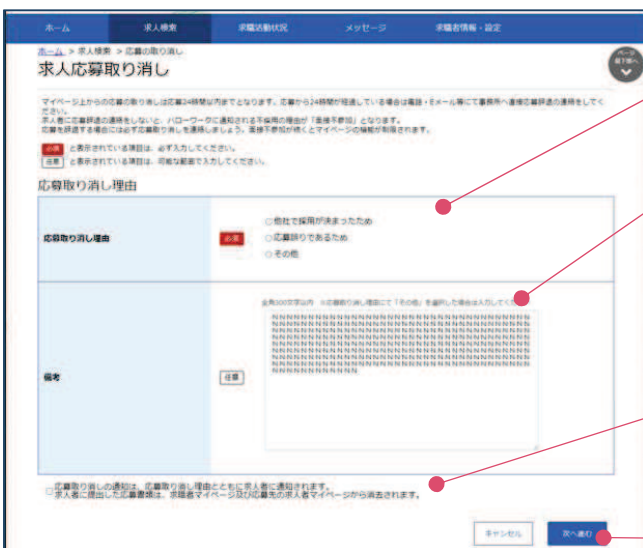 ホーム 求人検索 求職活動状況 メッセージ 求職者情報・設定
ホーム > 求人検索 > 応募の取り消し
求人応募取り消し
マイページ上からの応募の取り消しは応募24時間以内までとなります。応募から24時間が経過している場合は電話・Eメール等にて事務所へ直接応募辞退の連絡をしてく
ださい。
求人者に応募辞退の連絡をしないと、ハローワークに通知される不採用の理由が「面接不参加」となります。
応募を辞退する場合には必ず応募取り消しを連絡しましょう。面接不参加が続くとマイページの機能が制限されます。
必須 と表示されている項目は、必ず入力してください。
任意 と表示されている項目は、可能な範囲で入力してください。
応募取り消し理由
応募取り消し理由 必須
他社で採用が決まったため
応募誤りであるため
その他
全角300文字以内 ※応募取り消し理由にて「その他」を選択した場合は入力してくだ
備考 任意
応募取り消しの通知は、応募取り消し理由とともに求人者に通知されます。
求人者に提出した応募書類は、求職者マイページ及び応募先の求人者マイページから消去されます。
キャンセル 次へ進む